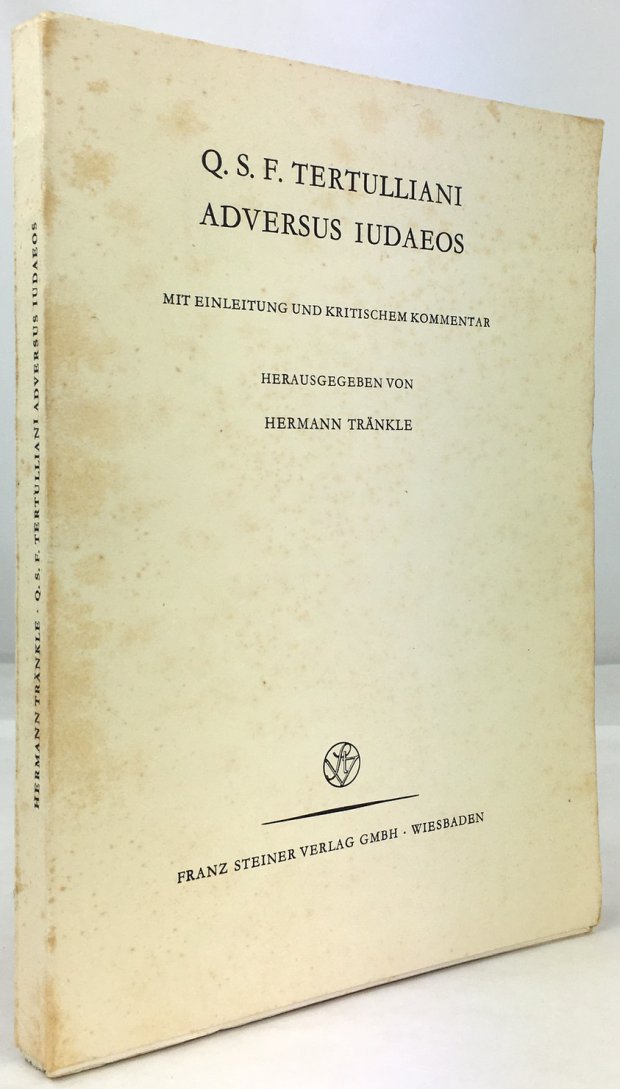 Q. S. F. TERTULLIANI
ADVERSUS IUDAEOS
MIT EINLEITUNG UND KRITISCHEM KOMMENTAR
HERAUSGEGEBEN VON
HERMANN TRÄNKLE
FRANZ STEINER VERLAG GMBH · WIESBADEN
HERMANN TRÄNKLE · Q. S. F. TERTULLIANI ADVERSUS IUDAEOS